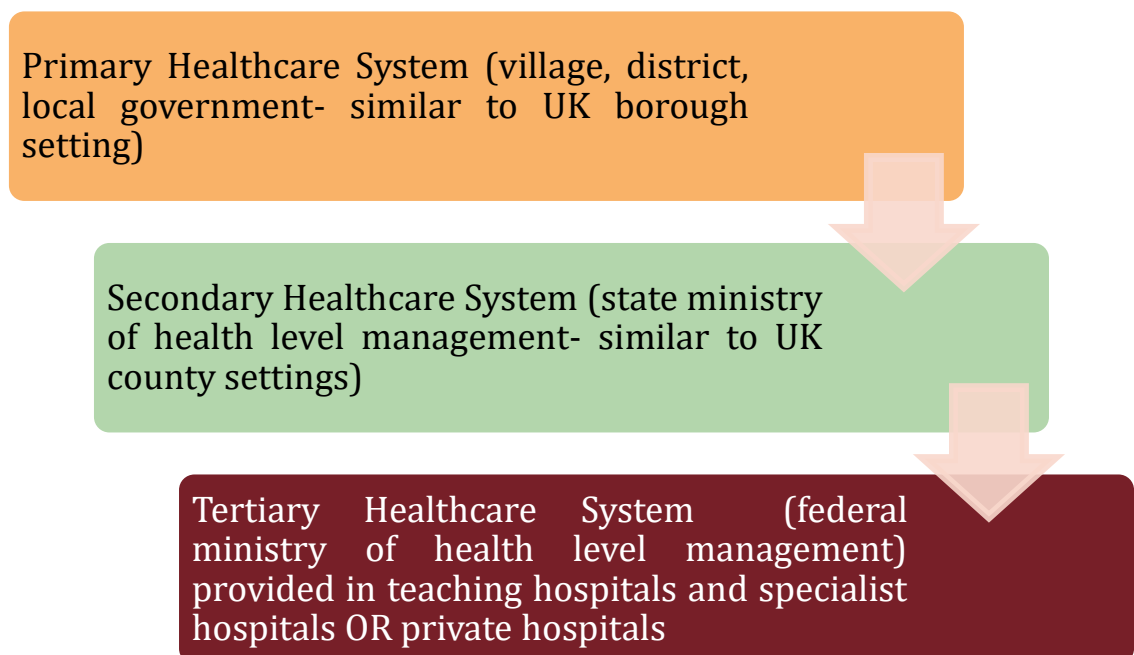 Primary Healthcare System (village, district,
local government- similar to UK borough
setting)
Secondary Healthcare System (state ministry
of health level management- similar to UK
county settings)
Tertiary Healthcare System (federal
ministry of health level management)
provided in teaching hospitals and specialist
hospitals OR private hospitals